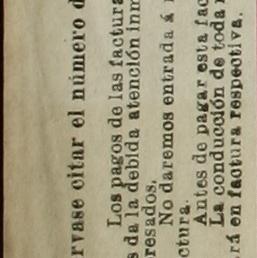 rvase citar el número d
Los pagos de las factura
s da la debida atención inm
resados.
No daremos entrada á
ctura.
Antes de pagar esta fac
La conducción de toda
rá en factura respectiva.